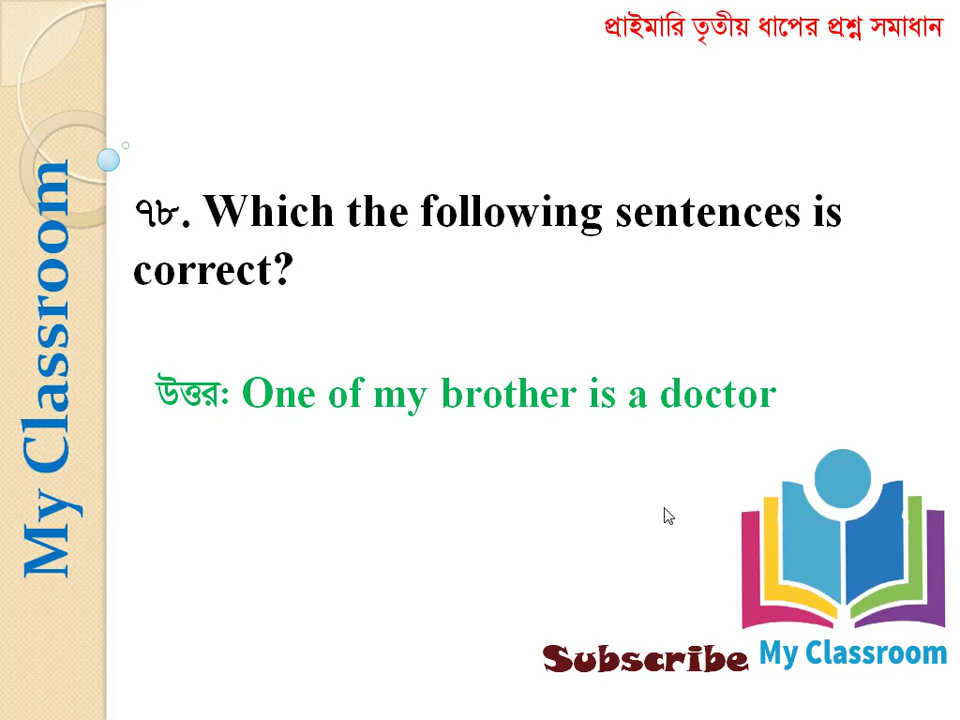 প্রাইমারি তৃতীয় ধাপের প্রশ্ন সমাধান
My Classroom
৭৮. Which the following sentences is
correct?
উত্তরঃ One of my brother is a doctor
Subscribe
My Classroom